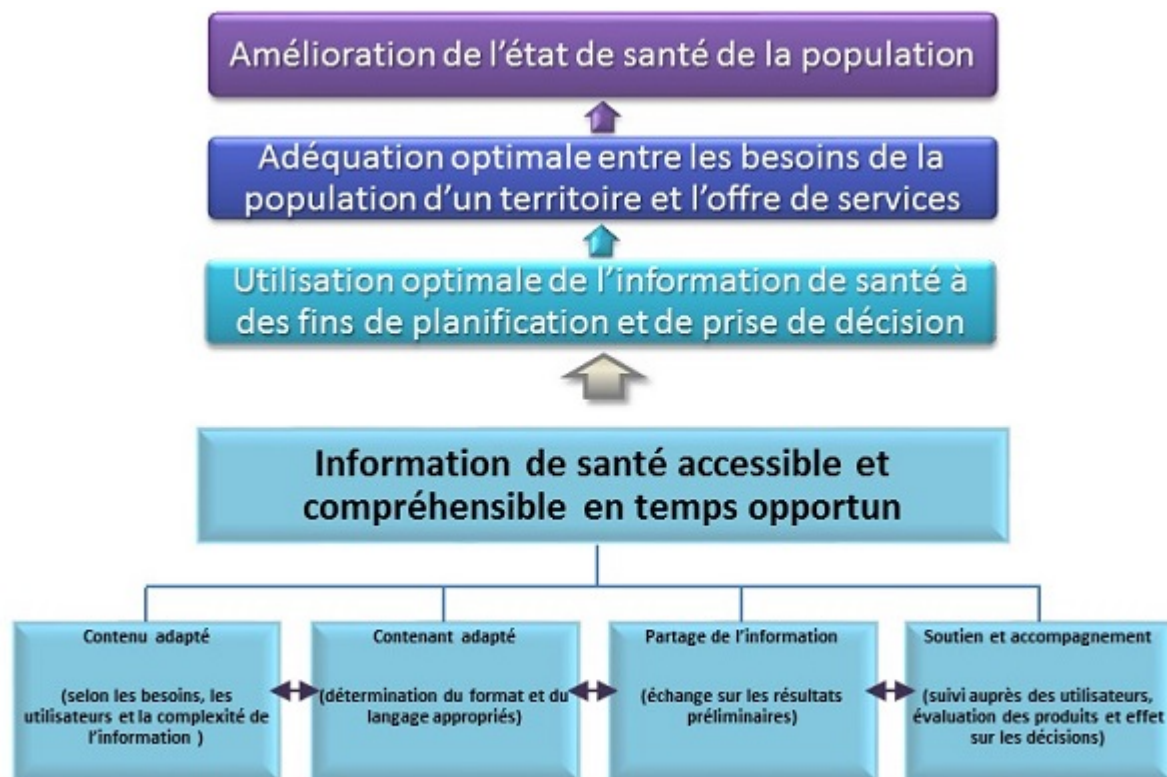 Amélioration de l'état de santé de la population
Adéquation optimale entre les besoins de la
population d'un territoire et l'offre de services
Utilisation optimale de l'information de santé à
des fins de planification et de prise de décision
Information de santé accessible et
compréhensible en temps opportun
Contenu adapté
(selon les besoins, les
utilisateurs et la complexité de
l'information )
Contenant adapté
(détermination du format et du
langage appropriés)
Partage de l'information
(échange sur les résultats
préliminaires)
Soutien et accompagnement
(suivi auprès des utilisateurs,
évaluation des produits et effet
sur les décisions)